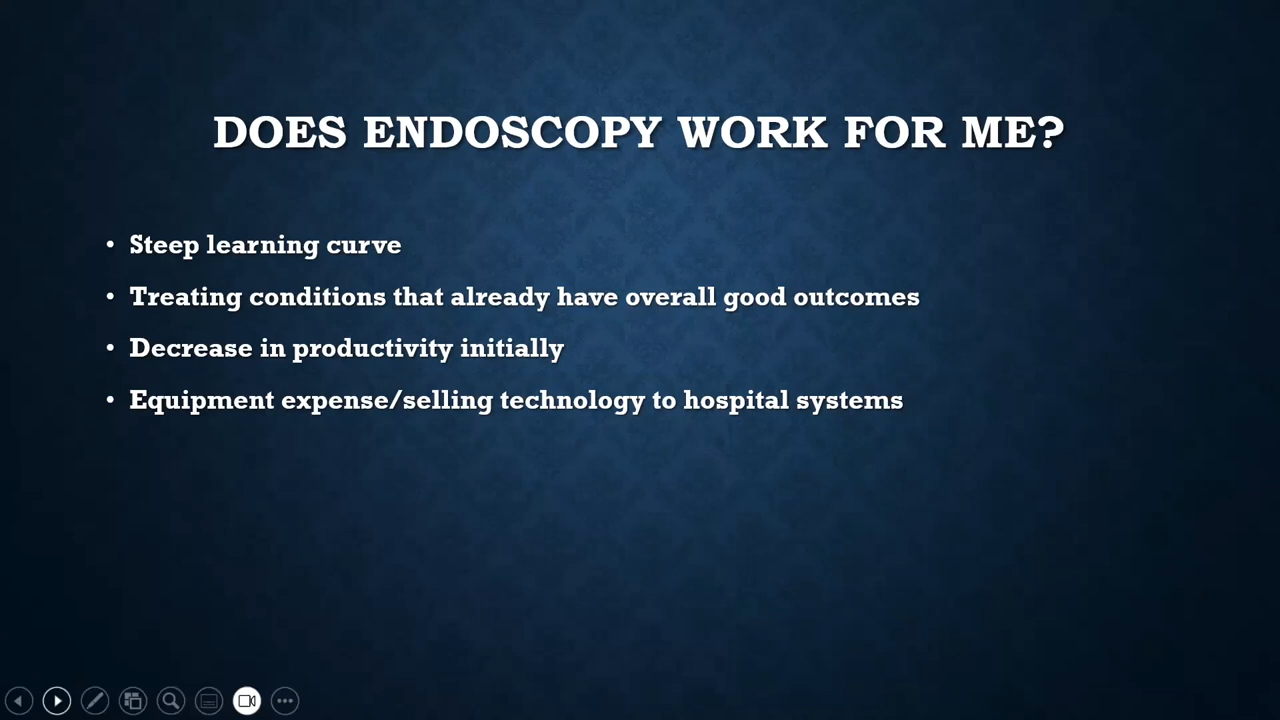 DOES ENDOSCOPY WORK FOR ME?
• Steep learning curve
• Treating conditions that already have overall good outcomes
• Decrease in productivity initially
• Equipment expense/selling technology to hospital systems